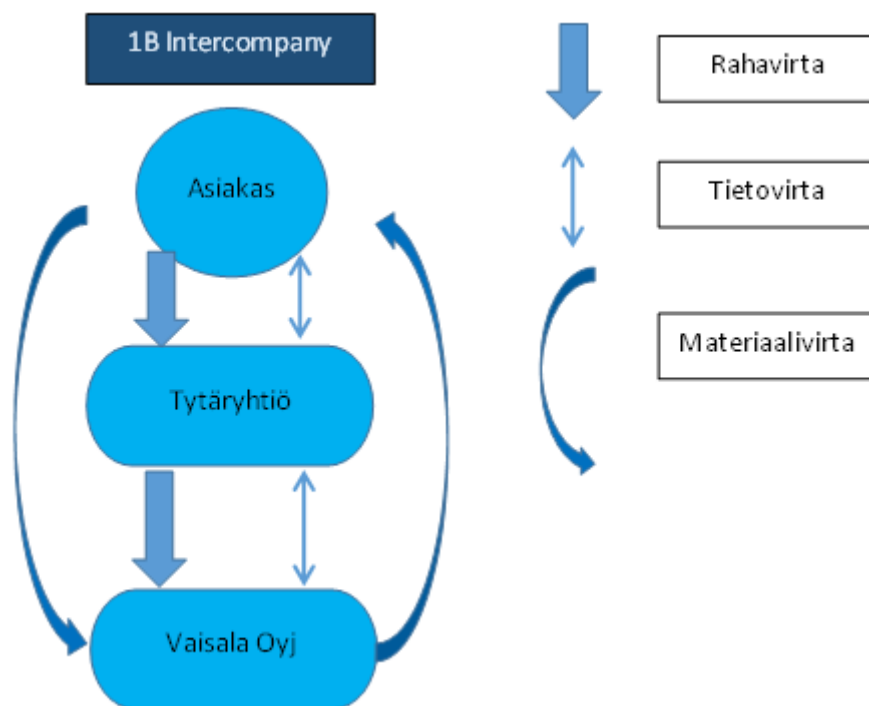 1B Intercompany
Asiakas
Tytäryhtiö
Vaisala Oyj
Rahavirta
Tietovirta
Materiaalivirta